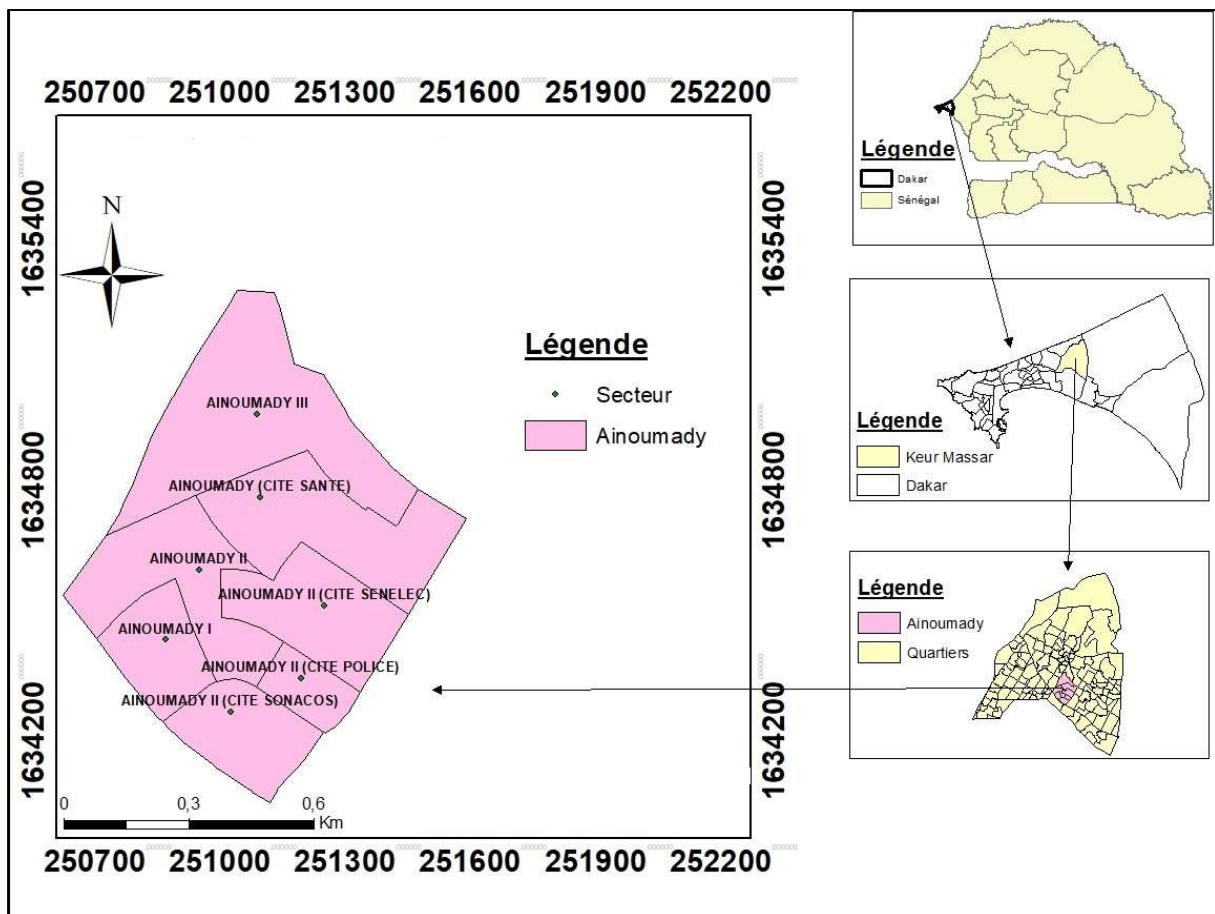 250700 251000 251300 251600 251900 252200
1635400
1634800
1634200
N
AINOUMADY III
AINOUMADY (CITE SANTE)
AINOUMADY II
AINOUMADY II (CITE SENELEC)
AINOUMADY I
AINOUMADY II (CITE POLICE)
AINOUMADY II (CITE SONACOS)
Légende
Secteur
Ainoumady
0 0,3 0,6
Km
1635400
1634800
1634200
250700 251000 251300 251600 251900 252200
Légende
Dakar
Sénégal
Légende
Keur Massar
Dakar
Légende
Ainoumady
Quartiers